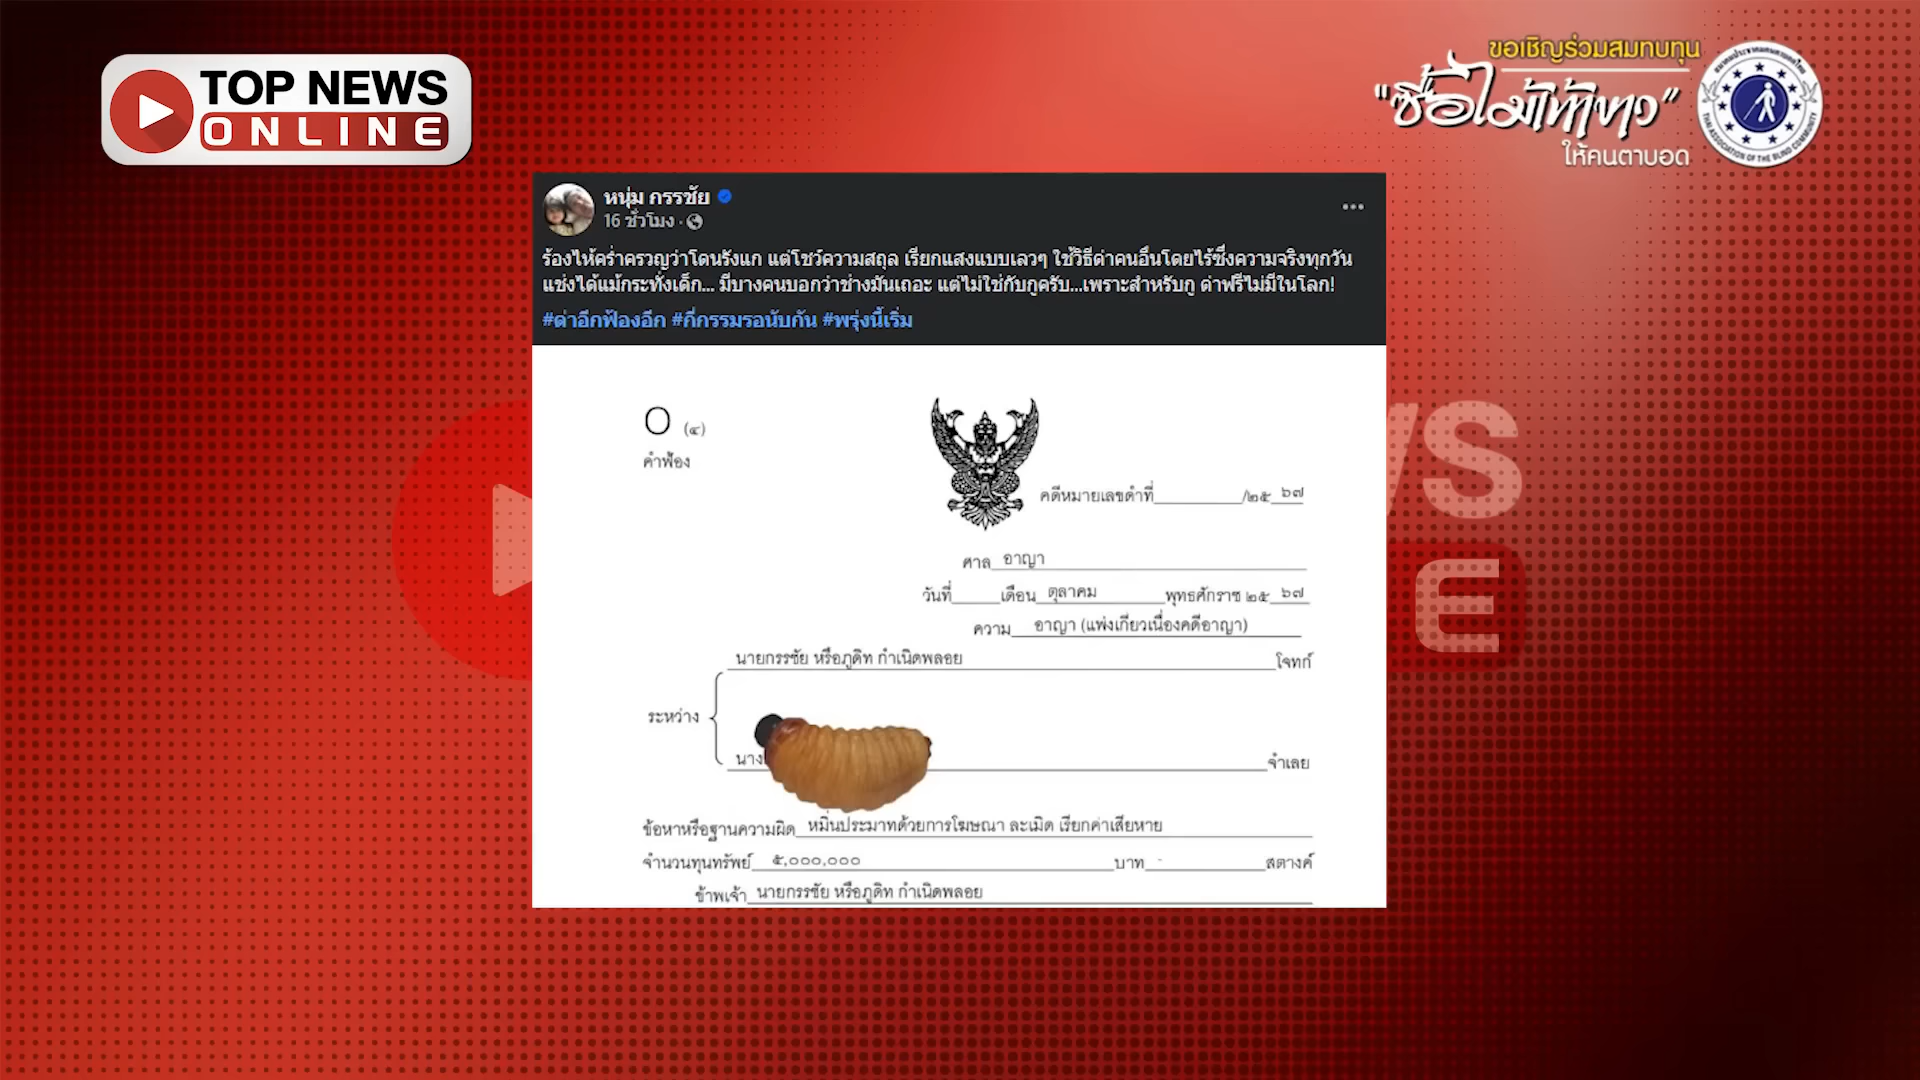 TOP NEWS
ONLINE
ขอเชิญร่วมสมทบทุน
"ซื้อไม้เท้าขาว"
ให้คนตาบอด
THAI ASSOCIATION OF THE BLIND COMMUNITY
หนุ่ม กรรชัย
16 ชั่วโมง ·
ร้องไห้คร่ำครวญว่าโดนรังแก แต่โชว์ความสถุล เรียกแสงแบบเลวๆ ใช้วิธีด่าคนอื่นโดยไร้ซึ่งความจริงทุกวัน
แช่งได้แม้กระทั่งเด็ก... มีบางคนบอกว่าช่างมันเถอะ แต่ไม่ใช่กับกูครับ...เพราะสำหรับกู ด่าฟรีไม่มีในโลก!
#ด่าอีกฟ้องอีก #กี่กรรมรอนับกัน #พรุ่งนี้เริ่ม
O (๔)
คำฟ้อง
คดีหมายเลขดำที่ /๒๕ ๖๗
ศาล อาญา
วันที่ เดือน ตุลาคม พุทธศักราช ๒๕ ๖๗
ความ อาญา (แพ่งเกี่ยวเนื่องคดีอาญา)
นายกรรชัย หรือภูดิท กำเนิดพลอย โจทก์
ระหว่าง
นาง จำเลย
ข้อหาหรือฐานความผิด หมิ่นประมาทด้วยการโฆษณา ละเมิด เรียกค่าเสียหาย
จำนวนทุนทรัพย์ ๕,๐๐๐,๐๐๐ บาท - สตางค์
ข้าพเจ้า นายกรรชัย หรือภูดิท กำเนิดพลอย
WS
E